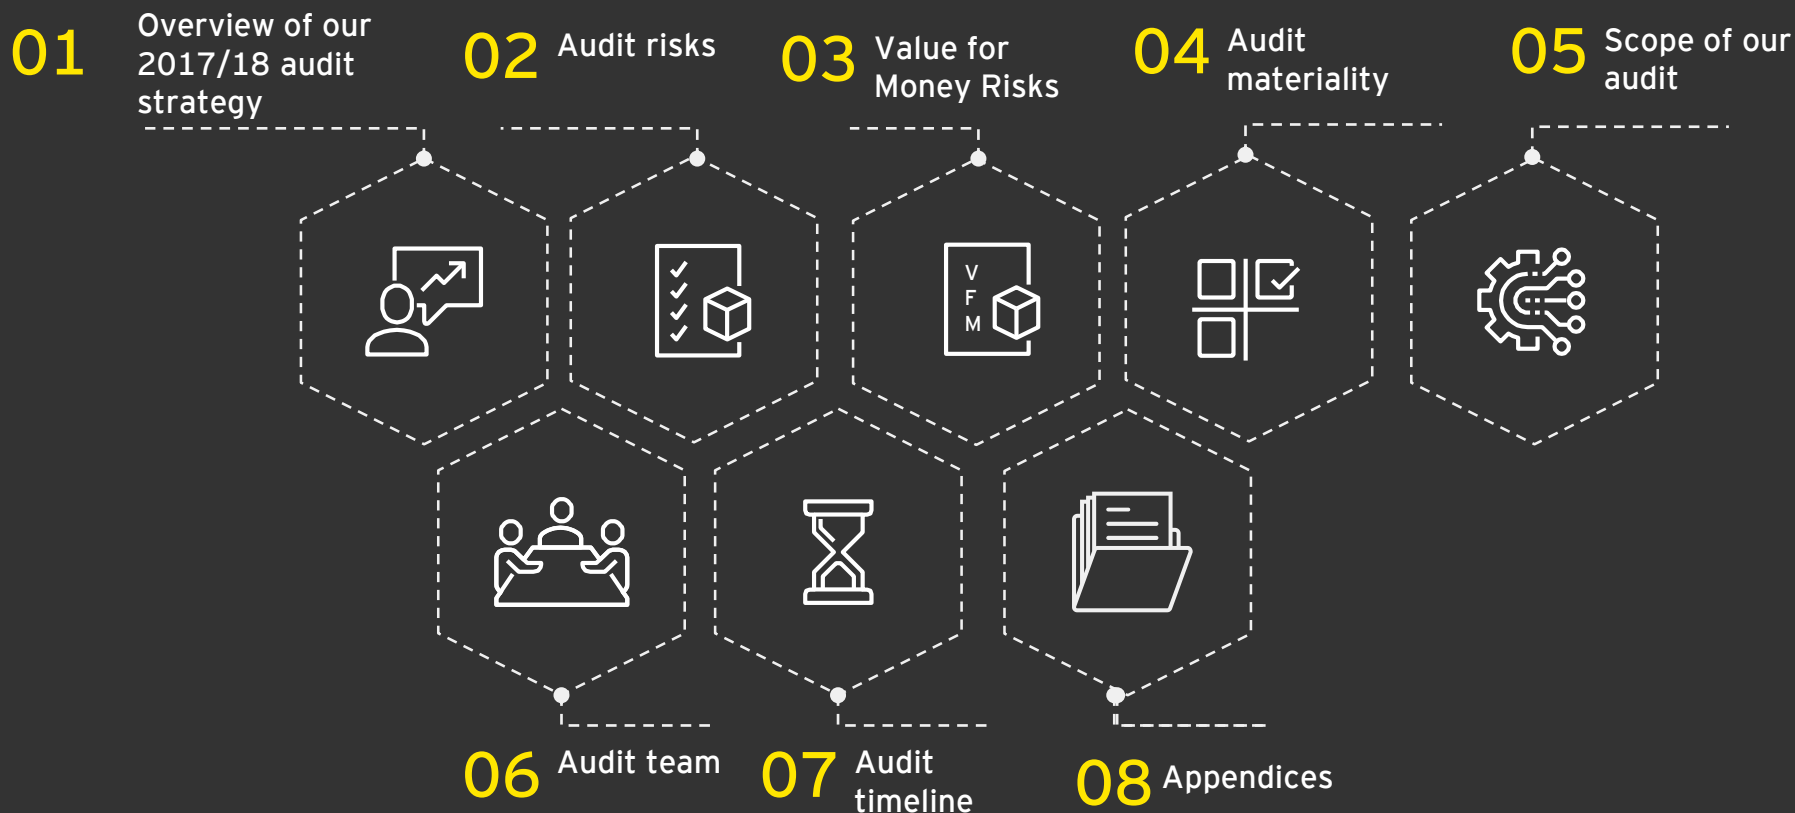 01
Overview of our
2017/18 audit
strategy
02
Audit risks
03
Value for
Money Risks
04
Audit
materiality
05
Scope of our
audit
V
F
M
06
Audit team
07
Audit
timeline
08
Appendices